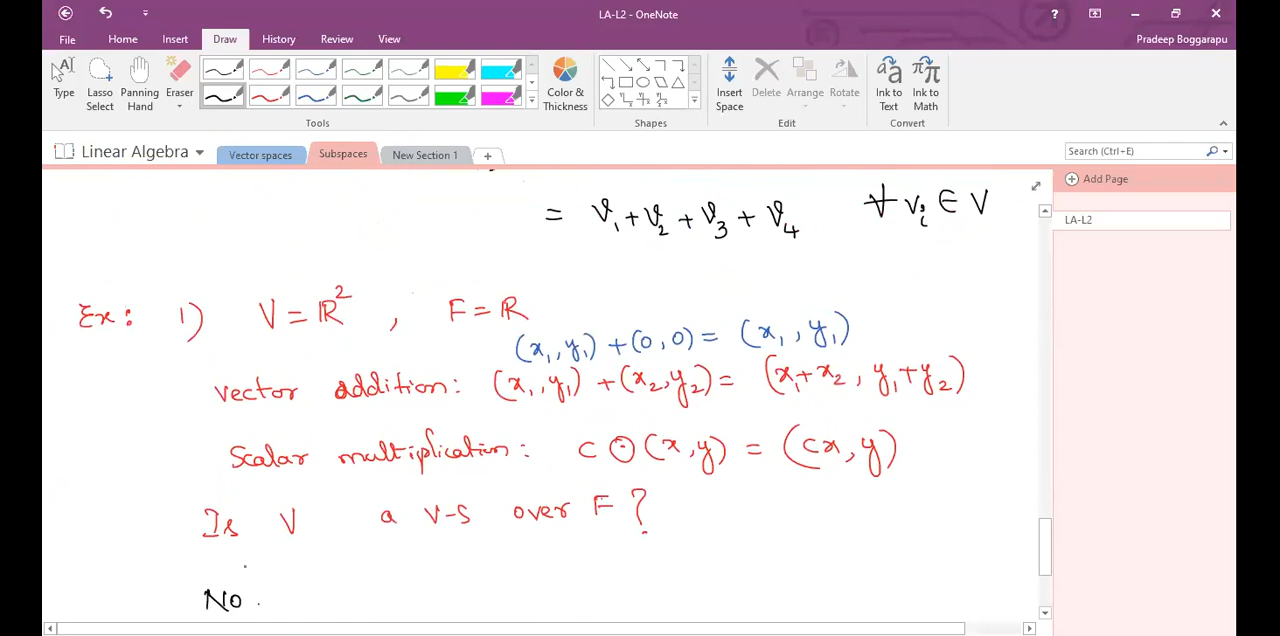 LA-L2 - OneNote
File Home Insert Draw History Review View
Pradeep Boggarapu
Type Lasso Select Panning Hand Eraser
Color & Thickness
Insert Space Delete Arrange Rotate Ink to Text Ink to Math
Tools Shapes Edit Convert
Linear Algebra Vector spaces Subspaces New Section 1 +
Search (Ctrl+E)
Add Page
LA-L2
= v₁ + v₂ + v₃ + v₄ ∀ vᵢ ∈ V
Ex: 1) V = ℝ² , F = ℝ
(x₁, y₁) + (0, 0) = (x₁, y₁)
vector addition: (x₁, y₁) + (x₂, y₂) = (x₁+x₂, y₁+y₂)
Scalar multiplication: c ⊙ (x, y) = (cx, y)
Is V a V-S over F ?
No.